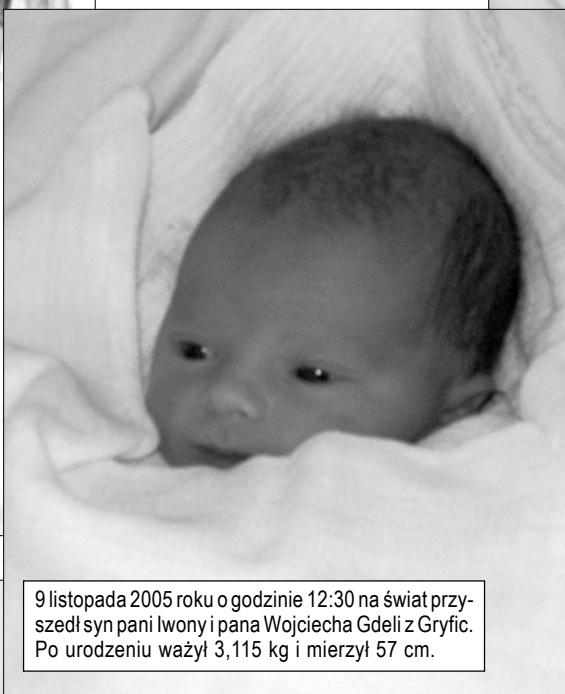 9 listopada 2005 roku o godzinie 12:30 na świat przy-
szedł syn pani Iwony i pana Wojciecha Gdeli z Gryfic.
Po urodzeniu ważył 3,115 kg i mierzył 57 cm.